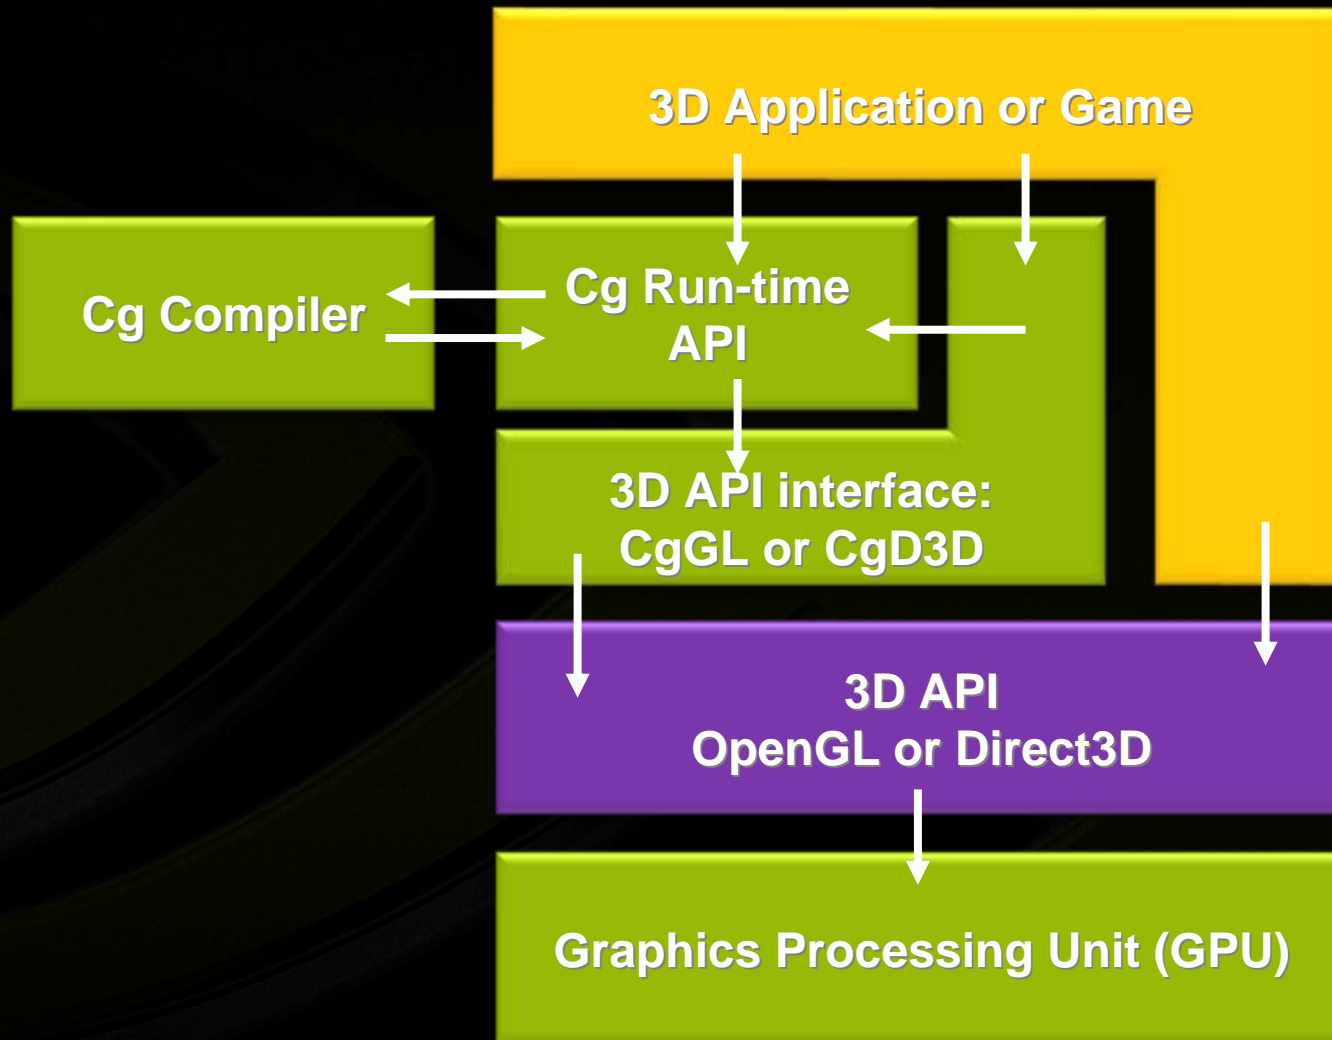 3D Application or Game
Cg Compiler
Cg Run-time
API
3D API interface:
CgGL or CgD3D
3D API
OpenGL or Direct3D
Graphics Processing Unit (GPU)